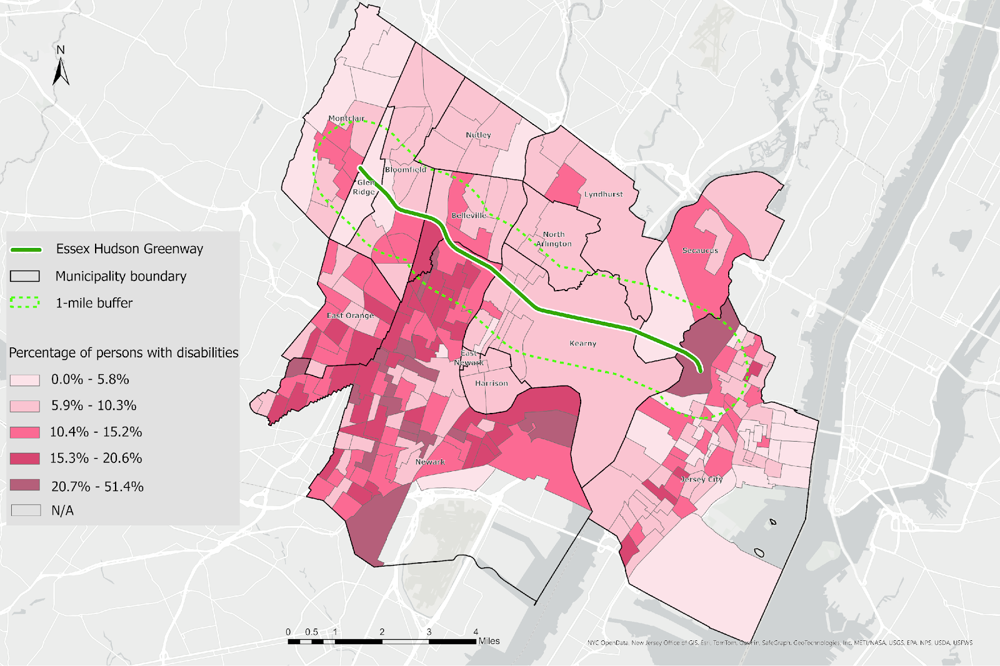 N
Montclair
Nutley
Bloomfield
Glen
Ridge
Lyndhurst
Belleville
North
Arlington
Secaucus
East Orange
Kearny
East
Newark
Harrison
Newark
Jersey City
Essex Hudson Greenway
Municipality boundary
1-mile buffer
Percentage of persons with disabilities
0.0% - 5.8%
5.9% - 10.3%
10.4% - 15.2%
15.3% - 20.6%
20.7% - 51.4%
N/A
0 0.5 1 2 3 4
Miles
NYC OpenData, New Jersey Office of GIS, Esri, TomTom, Garmin, SafeGraph, GeoTechnologies, Inc, METI/NASA, USGS, EPA, NPS, USDA, USFWS